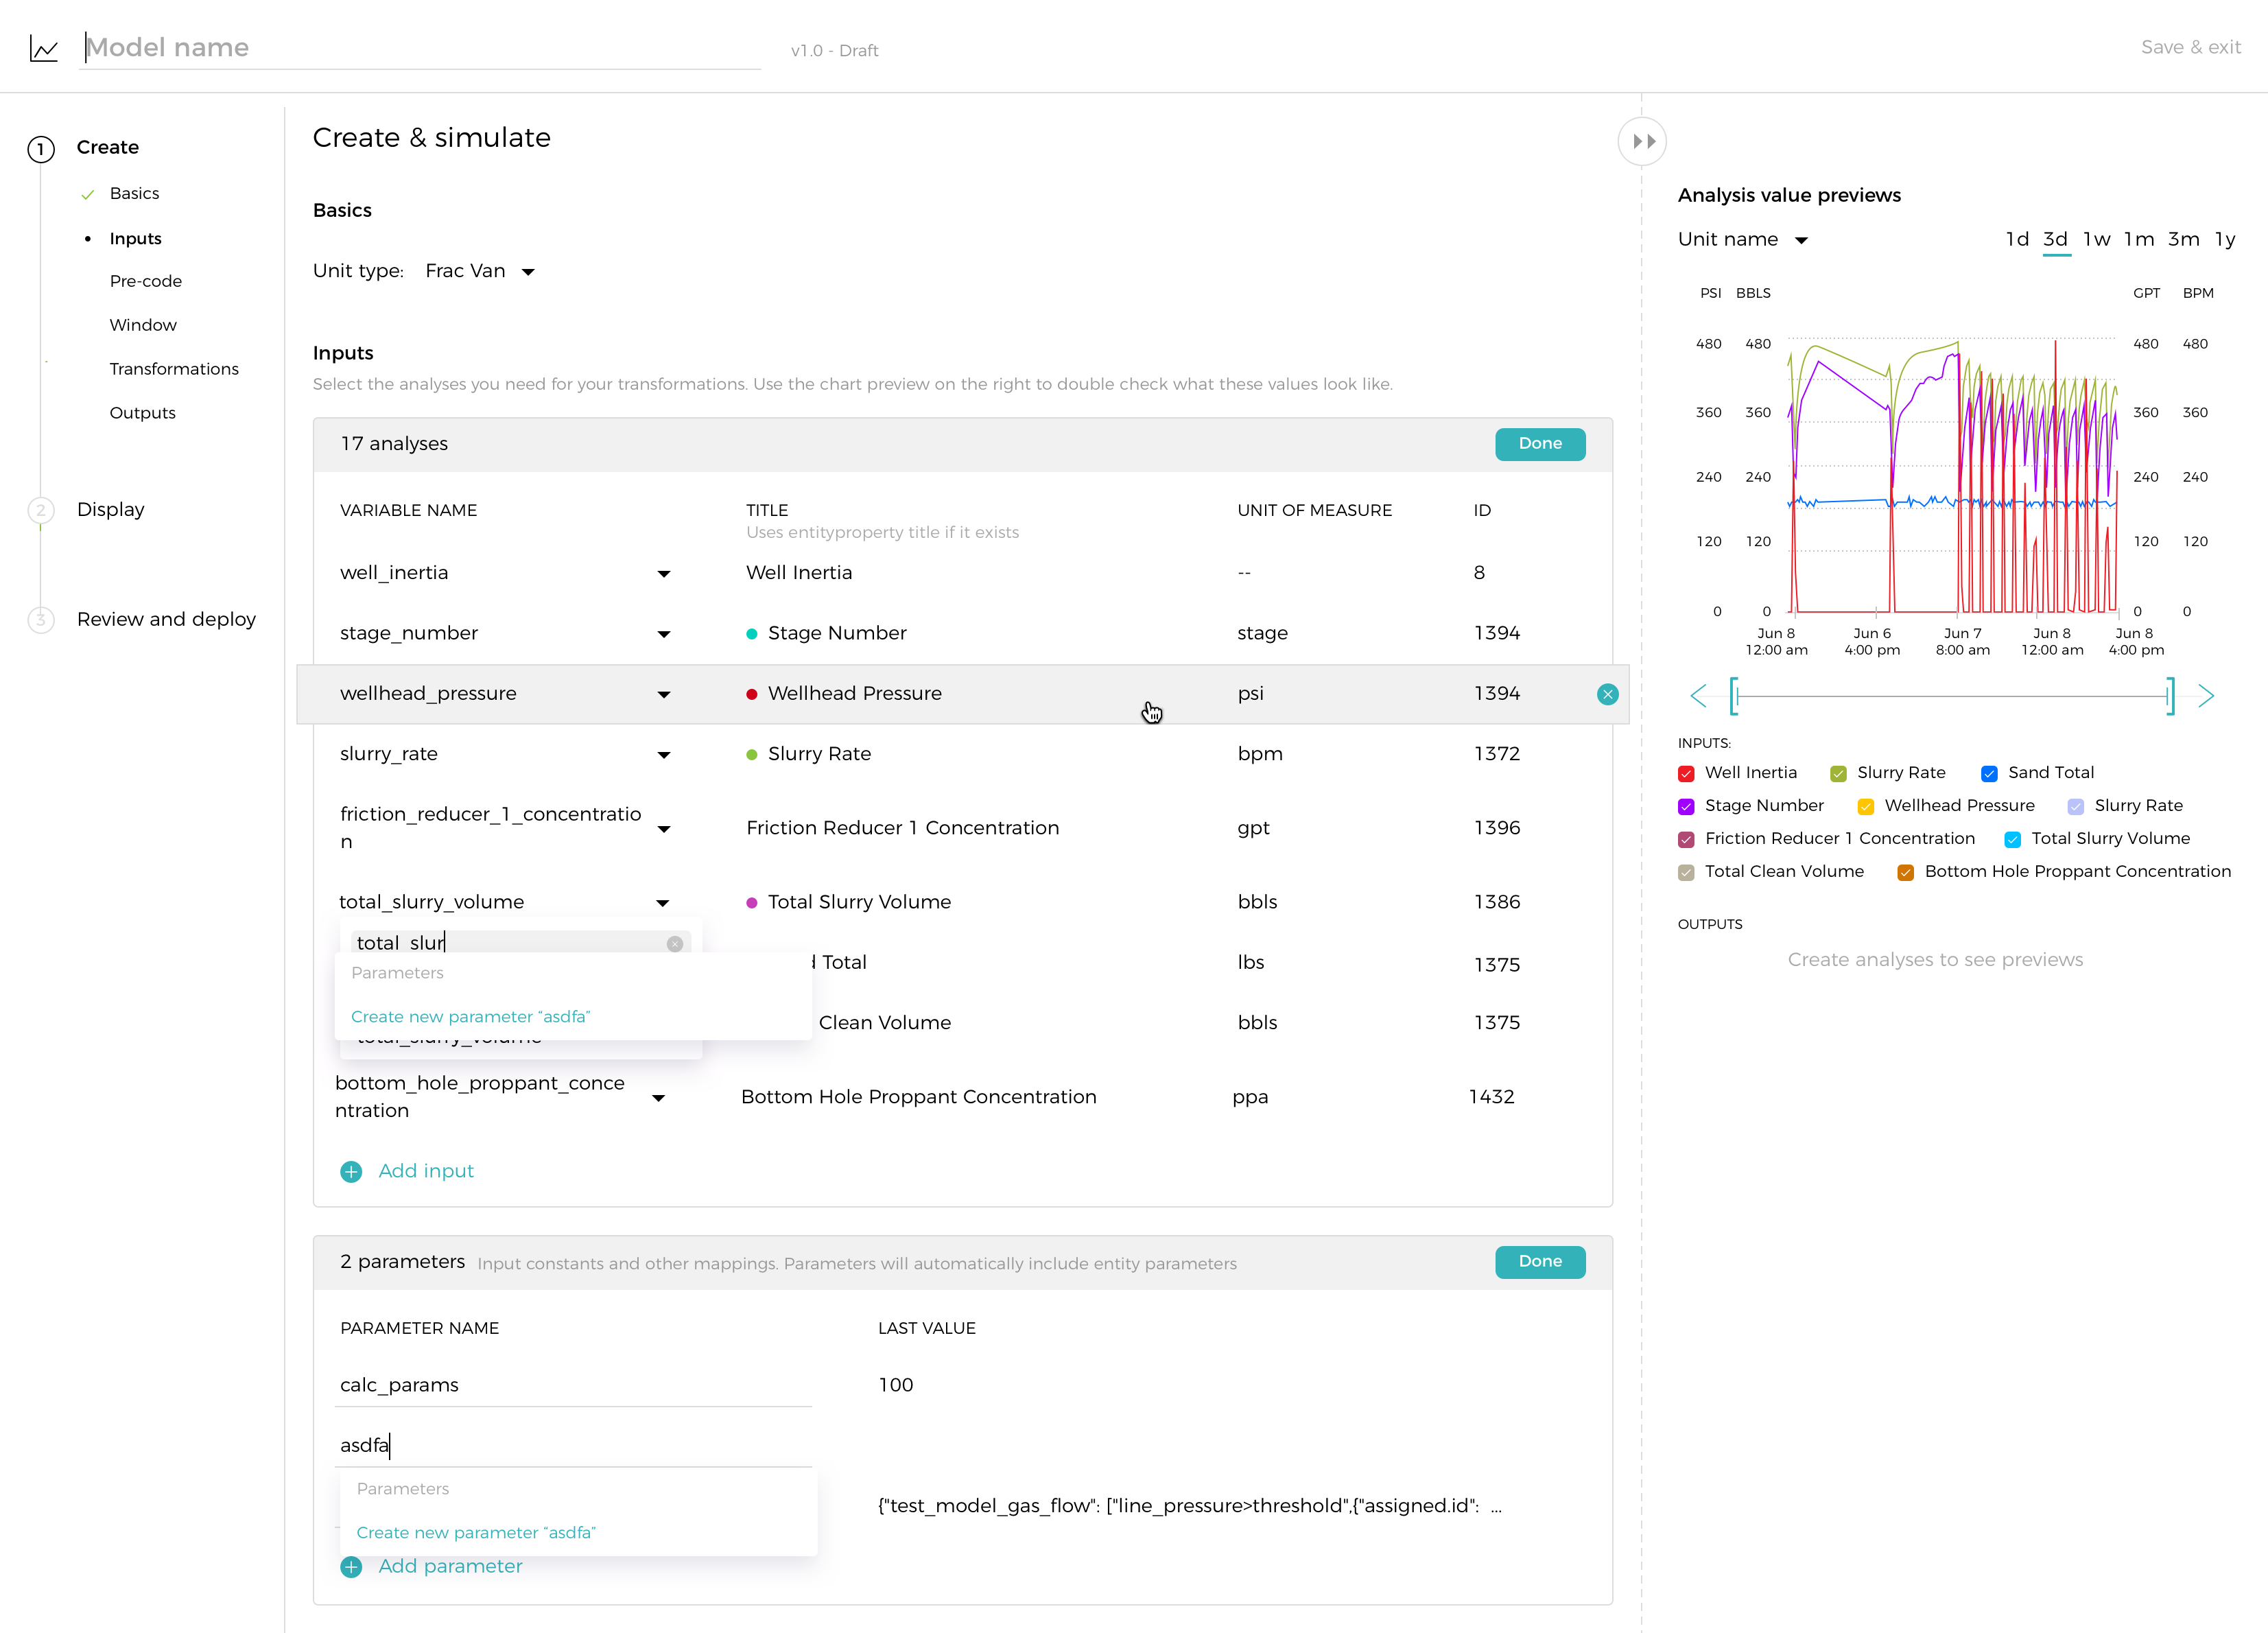 Model name
v1.0 - Draft
Save & exit
1
Create
Basics
Inputs
Pre-code
Window
Transformations
Outputs
2
Display
3
Review and deploy
Create & simulate
Basics
Unit type: Frac Van
Inputs
Select the analyses you need for your transformations. Use the chart preview on the right to double check what these values look like.
17 analyses
Done
VARIABLE NAME TITLE UNIT OF MEASURE ID
Uses entityproperty title if it exists
well_inertia Well Inertia -- 8
stage_number Stage Number stage 1394
wellhead_pressure Wellhead Pressure psi 1394
slurry_rate Slurry Rate bpm 1372
friction_reducer_1_concentratio
n
Friction Reducer 1 Concentration gpt 1396
total_slurry_volume Total Slurry Volume bbls 1386
total slur
Parameters
Create new parameter “asdfa”
total_slurry_volume
d Total lbs 1375
Clean Volume bbls 1375
bottom_hole_proppant_conce
ntration
Bottom Hole Proppant Concentration ppa 1432
Add input
2 parameters Input constants and other mappings. Parameters will automatically include entity parameters
Done
PARAMETER NAME LAST VALUE
calc_params 100
asdfa
Parameters
Create new parameter “asdfa”
{"test_model_gas_flow": ["line_pressure>threshold",{"assigned.id": ...
Add parameter
Analysis value previews
Unit name
1d 3d 1w 1m 3m 1y
PSI BBLS GPT BPM
480 480 480 480
360 360 360 360
240 240 240 240
120 120 120 120
0 0 0 0
Jun 8 Jun 6 Jun 7 Jun 8 Jun 8
12:00 am 4:00 pm 8:00 am 12:00 am 4:00 pm
INPUTS:
Well Inertia Slurry Rate Sand Total
Stage Number Wellhead Pressure Slurry Rate
Friction Reducer 1 Concentration Total Slurry Volume
Total Clean Volume Bottom Hole Proppant Concentration
OUTPUTS
Create analyses to see previews